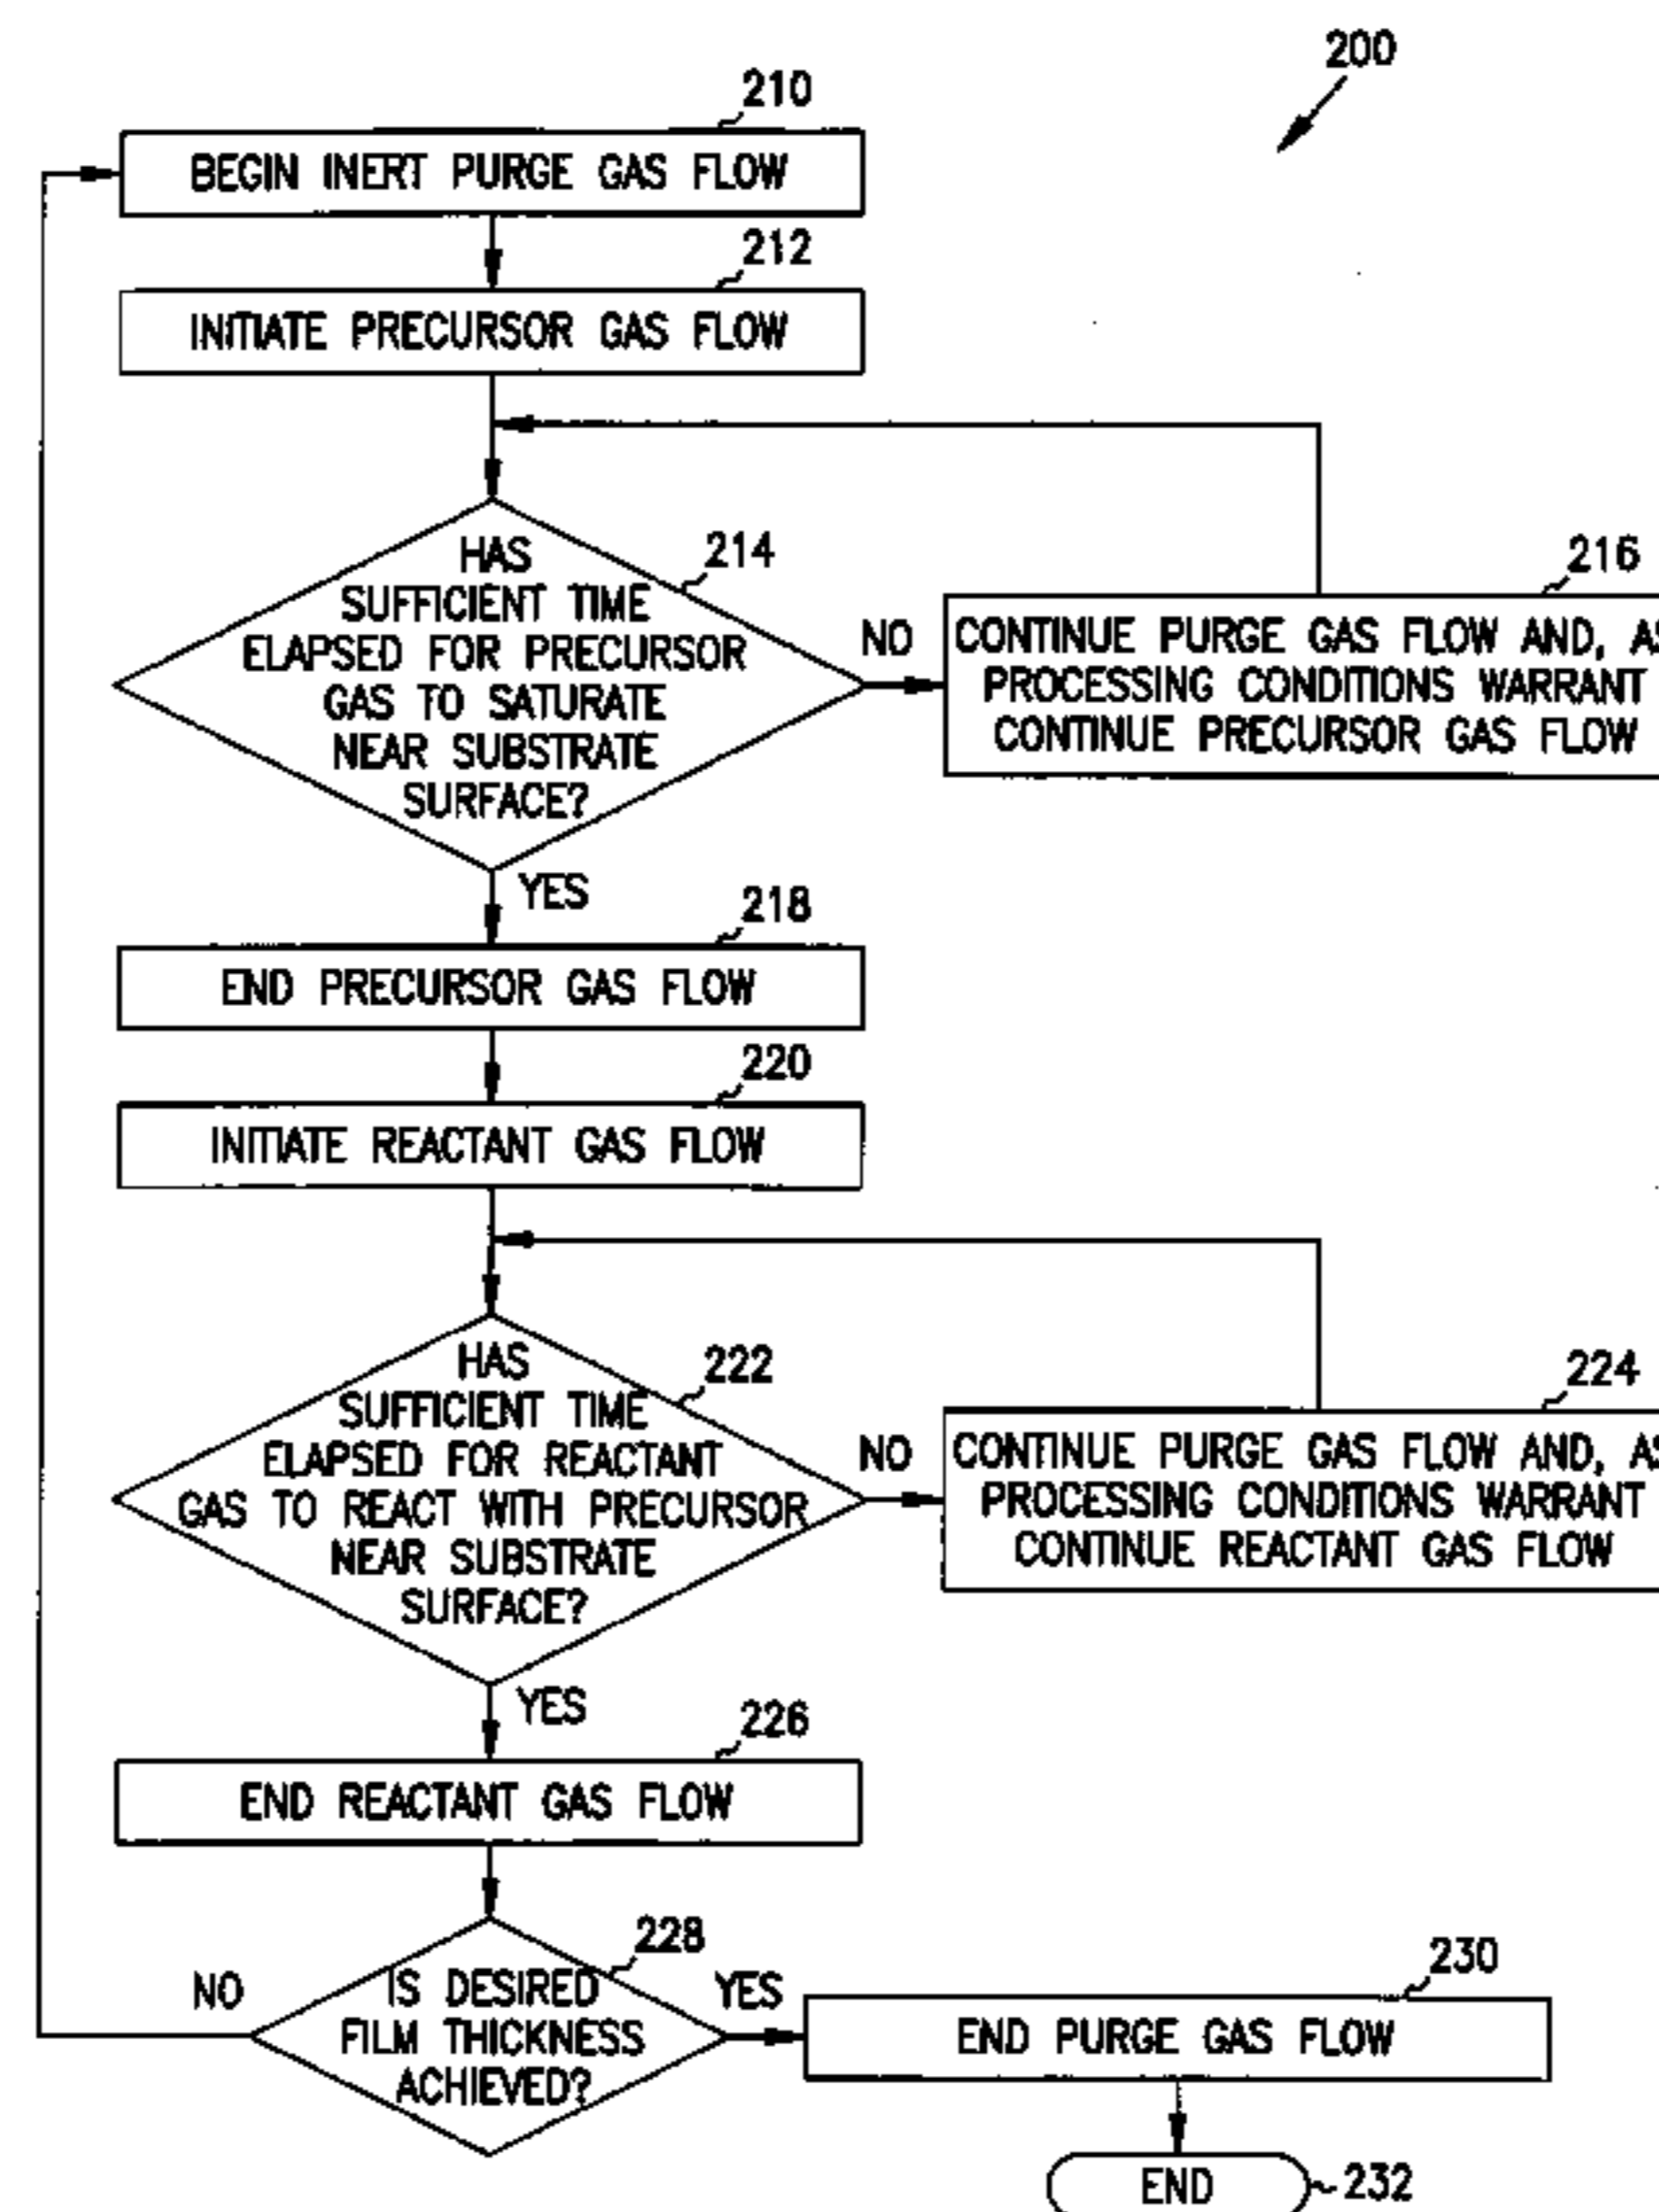 200
210
BEGIN INERT PURGE GAS FLOW
212
INITIATE PRECURSOR GAS FLOW
214
HAS
SUFFICIENT TIME
ELAPSED FOR PRECURSOR
GAS TO SATURATE
NEAR SUBSTRATE
SURFACE?
NO
216
CONTINUE PURGE GAS FLOW AND, AS
PROCESSING CONDITIONS WARRANT
CONTINUE PRECURSOR GAS FLOW
YES
218
END PRECURSOR GAS FLOW
220
INITIATE REACTANT GAS FLOW
222
HAS
SUFFICIENT TIME
ELAPSED FOR REACTANT
GAS TO REACT WITH PRECURSOR
NEAR SUBSTRATE
SURFACE?
NO
224
CONTINUE PURGE GAS FLOW AND, AS
PROCESSING CONDITIONS WARRANT
CONTINUE REACTANT GAS FLOW
YES
226
END REACTANT GAS FLOW
228
IS DESIRED
FILM THICKNESS
ACHIEVED?
NO
YES
230
END PURGE GAS FLOW
END
232